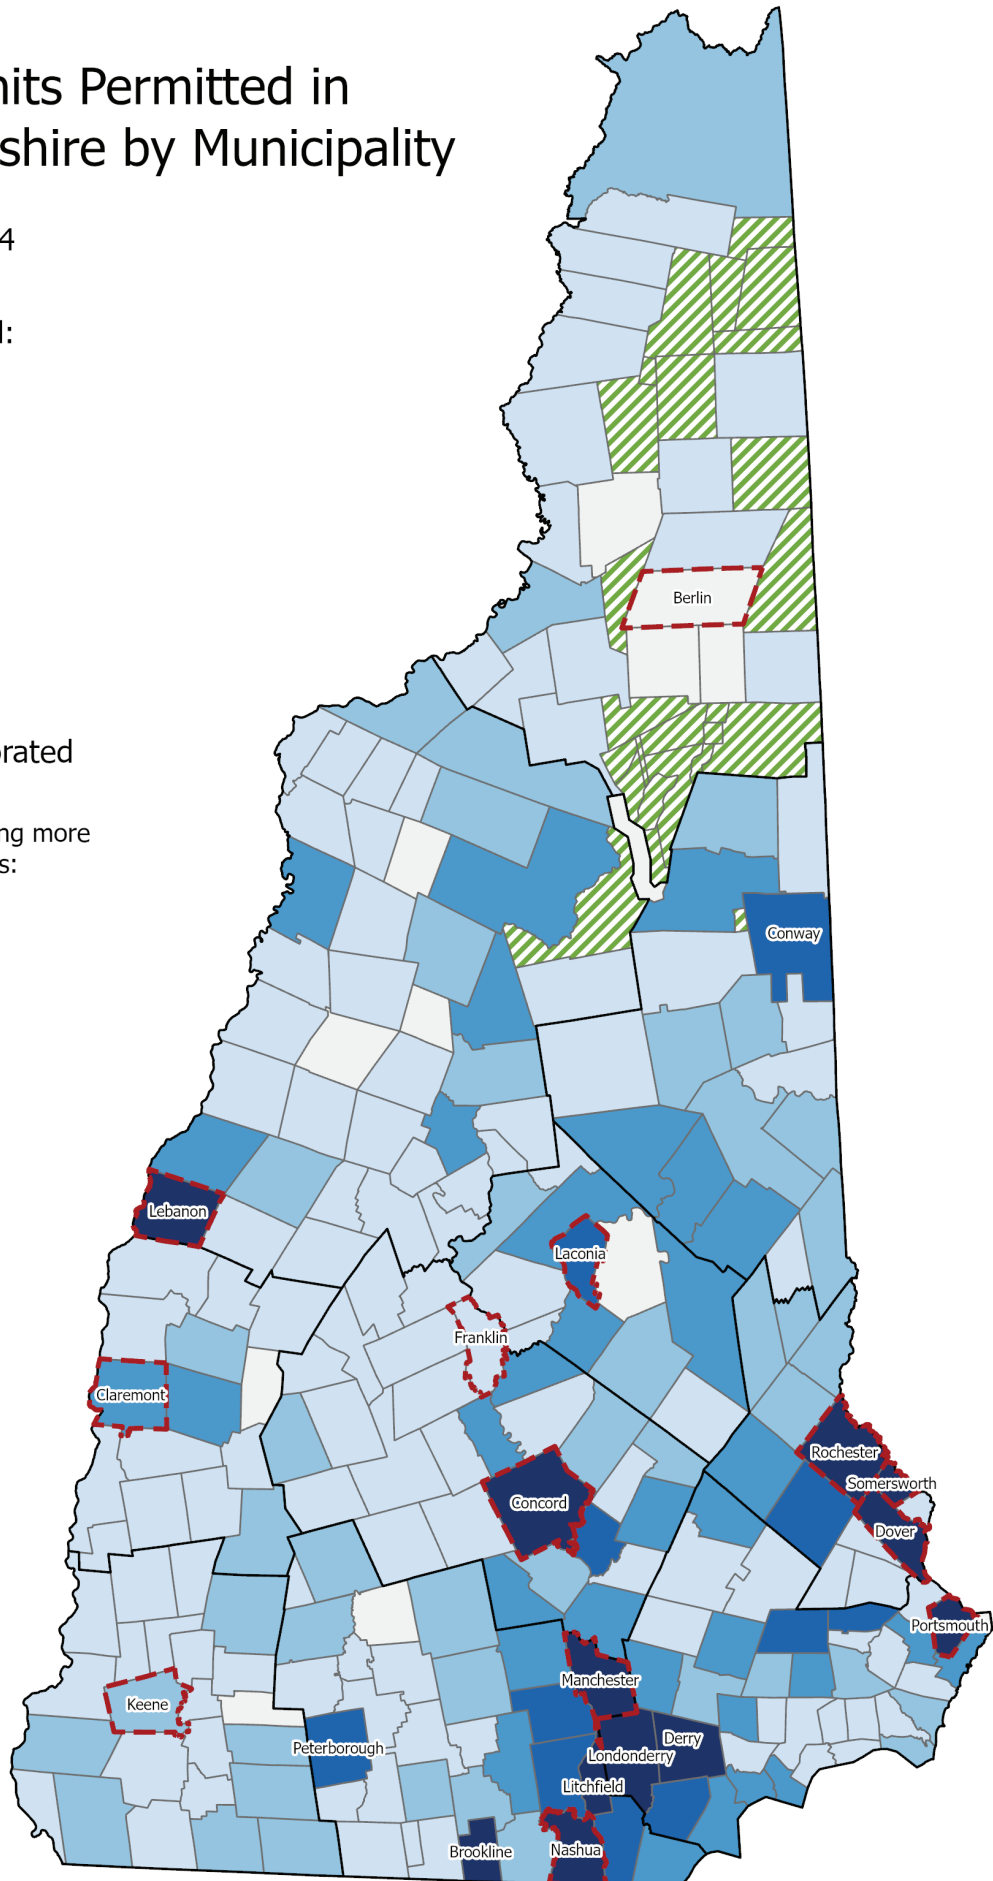 nits Permitted in
shire by Municipality
4
d:
orated
ng more
s:
Berlin
Conway
Lebanon
Laconia
Franklin
Claremont
Rochester
Somersworth
Concord
Dover
Portsmouth
Manchester
Keene
Peterborough
Derry
Londonderry
Litchfield
Brookline
Nashua